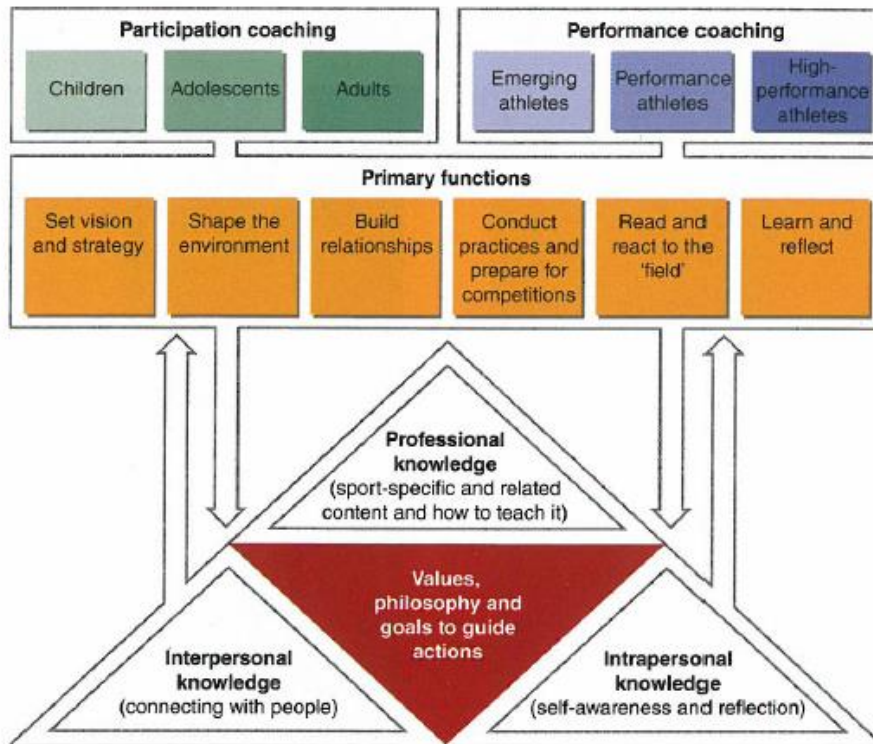 Participation coaching
Children
Adolescents
Adults
Performance coaching
Emerging
athletes
Performance
athletes
High-
performance
athletes
Primary functions
Set vision
and strategy
Shape the
environment
Build
relationships
Conduct
practices and
prepare for
competitions
Read and
react to the
‘field’
Learn and
reflect
Professional
knowledge
(sport-specific and related
content and how to teach it)
Values,
philosophy and
goals to guide
actions
Interpersonal
knowledge
(connecting with people)
Intrapersonal
knowledge
(self-awareness and reflection)